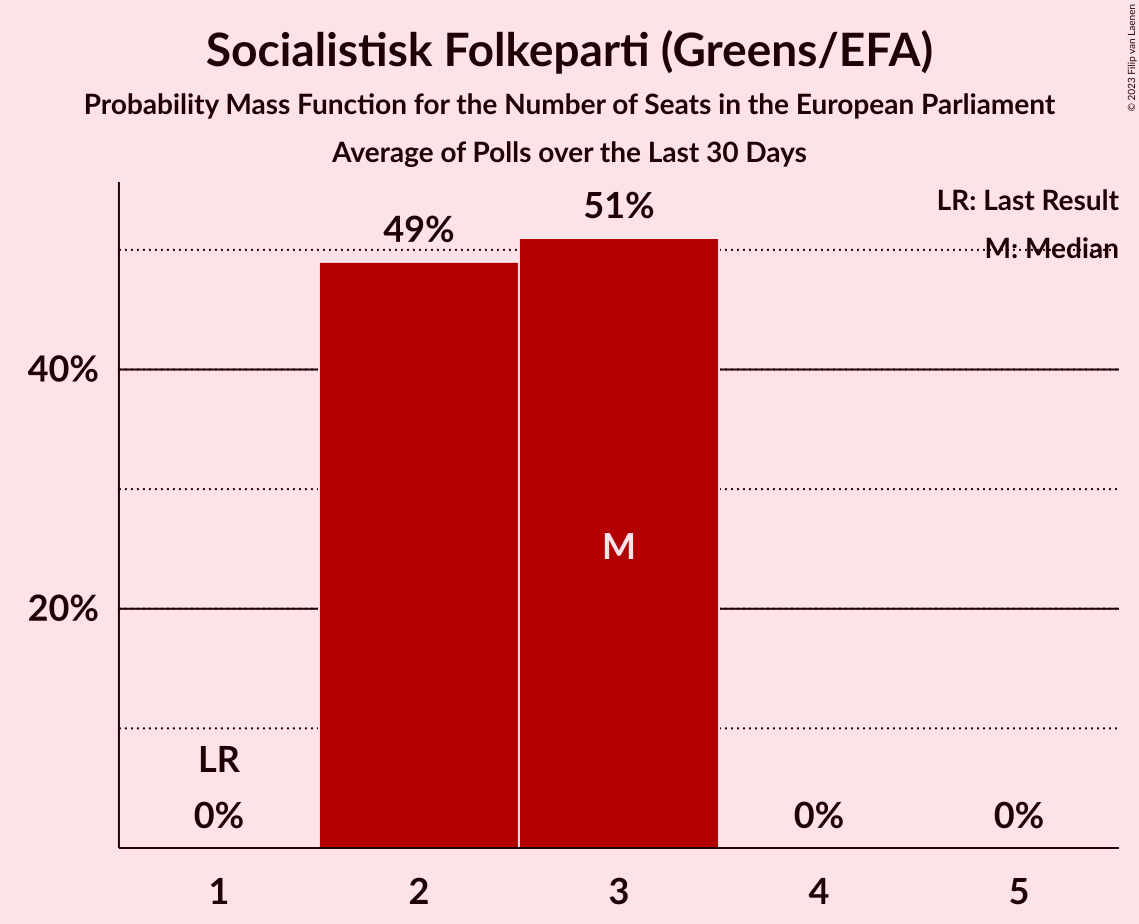 Socialistisk Folkeparti (Greens/EFA)
Probability Mass Function for the Number of Seats in the European Parliament
Average of Polls over the Last 30 Days
© 2023 Filip van Laenen
LR: Last Result
M: Median
49%
51%
40%
20%
M
LR
0%
0%
0%
1
2
3
4
5